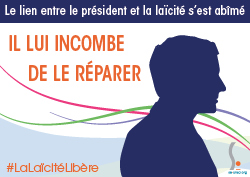 Le lien entre le président et la laïcité s'est abîmé
IL LUI INCOMBE
DE LE RÉPARER
#LaLaïcitéLibère